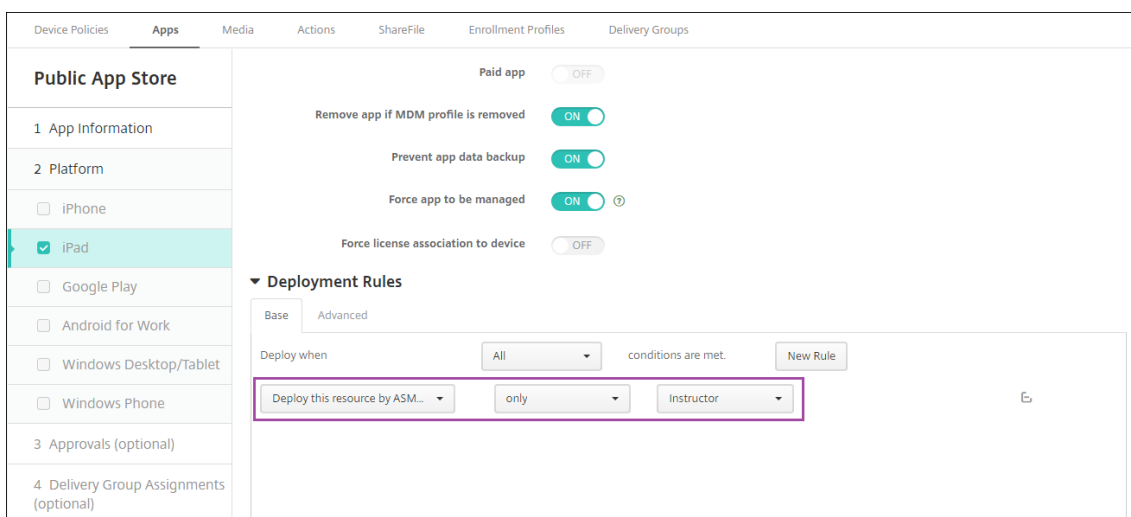 Device Policies Apps Media Actions ShareFile Enrollment Profiles Delivery Groups
Public App Store
1 App Information
2 Platform
iPhone
iPad
Google Play
Android for Work
Windows Desktop/Tablet
Windows Phone
3 Approvals (optional)
4 Delivery Group Assignments
(optional)
Paid app OFF
Remove app if MDM profile is removed ON
Prevent app data backup ON
Force app to be managed ON ?
Force license association to device OFF
Deployment Rules
Base Advanced
Deploy when All conditions are met. New Rule
Deploy this resource by ASM... only Instructor